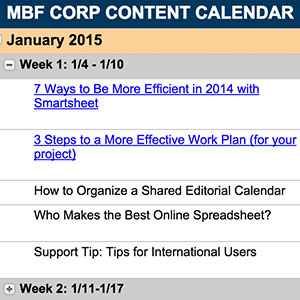 MBF CORP CONTENT CALENDAR
January 2015
Week 1: 1/4 - 1/10
7 Ways to Be More Efficient in 2014 with
Smartsheet
3 Steps to a More Effective Work Plan (for your
project)
How to Organize a Shared Editorial Calendar
Who Makes the Best Online Spreadsheet?
Support Tip: Tips for International Users
Week 2: 1/11-1/17